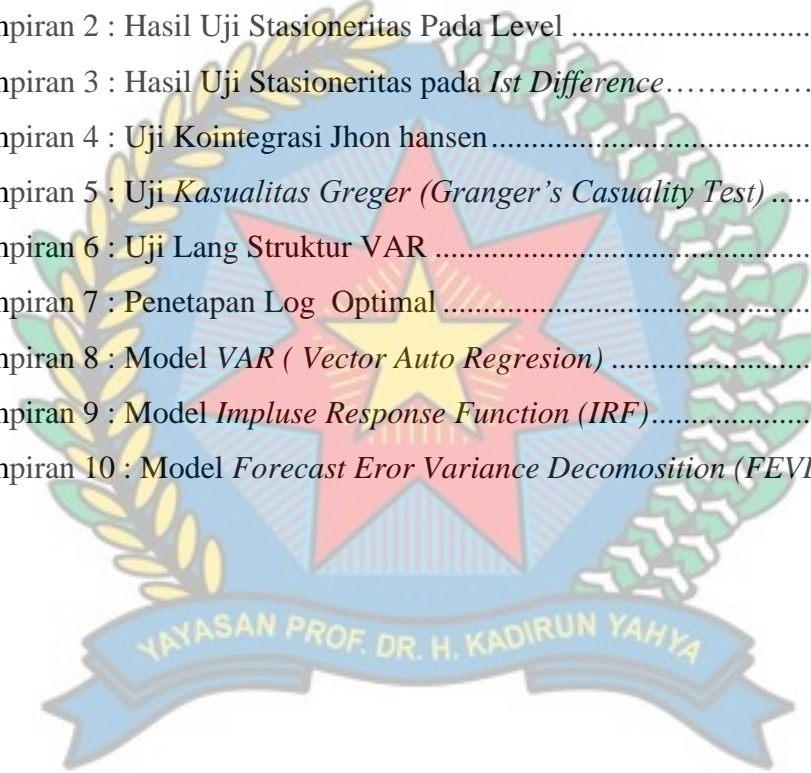 mpiran 2 : Hasil Uji Stasioneritas Pada Level ...............................
mpiran 3 : Hasil Uji Stasioneritas pada Ist Difference……………
mpiran 4 : Uji Kointegrasi Jhon hansen.........................................
mpiran 5 : Uji Kasualitas Greger (Granger’s Casuality Test) .....
mpiran 6 : Uji Lang Struktur VAR ................................................
mpiran 7 : Penetapan Log Optimal ...............................................
mpiran 8 : Model VAR ( Vector Auto Regresion) .........................
mpiran 9 : Model Impluse Response Function (IRF)....................
mpiran 10 : Model Forecast Eror Variance Decomosition (FEVD
YAYASAN PROF. DR. H. KADIRUN YAHYA